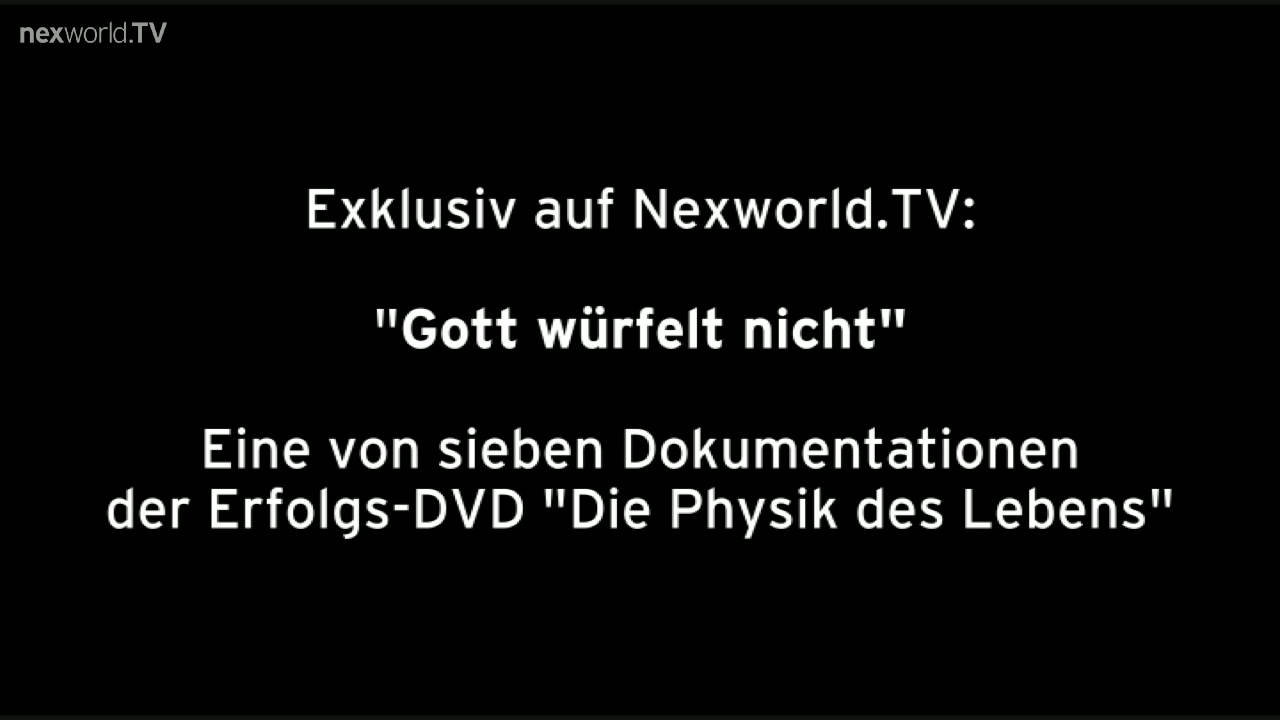 nexworld.TV
Exklusiv auf Nexworld.TV:
"Gott würfelt nicht"
Eine von sieben Dokumentationen
der Erfolgs-DVD "Die Physik des Lebens"